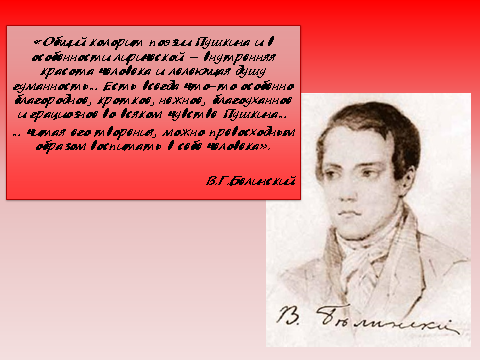 «Общий колорит поэзии Пушкина и в
особенности лирической – внутренняя
красота человека и лелеющая душу
гуманность... Есть всегда что-то особенно
благородное, кроткое, нежное, благоуханное
и грациозное во всяком чувстве Пушкина...
... читая его творения, можно превосходным
образом воспитать в себе человека».
В.Г.Белинский
В. Бѣлинскій